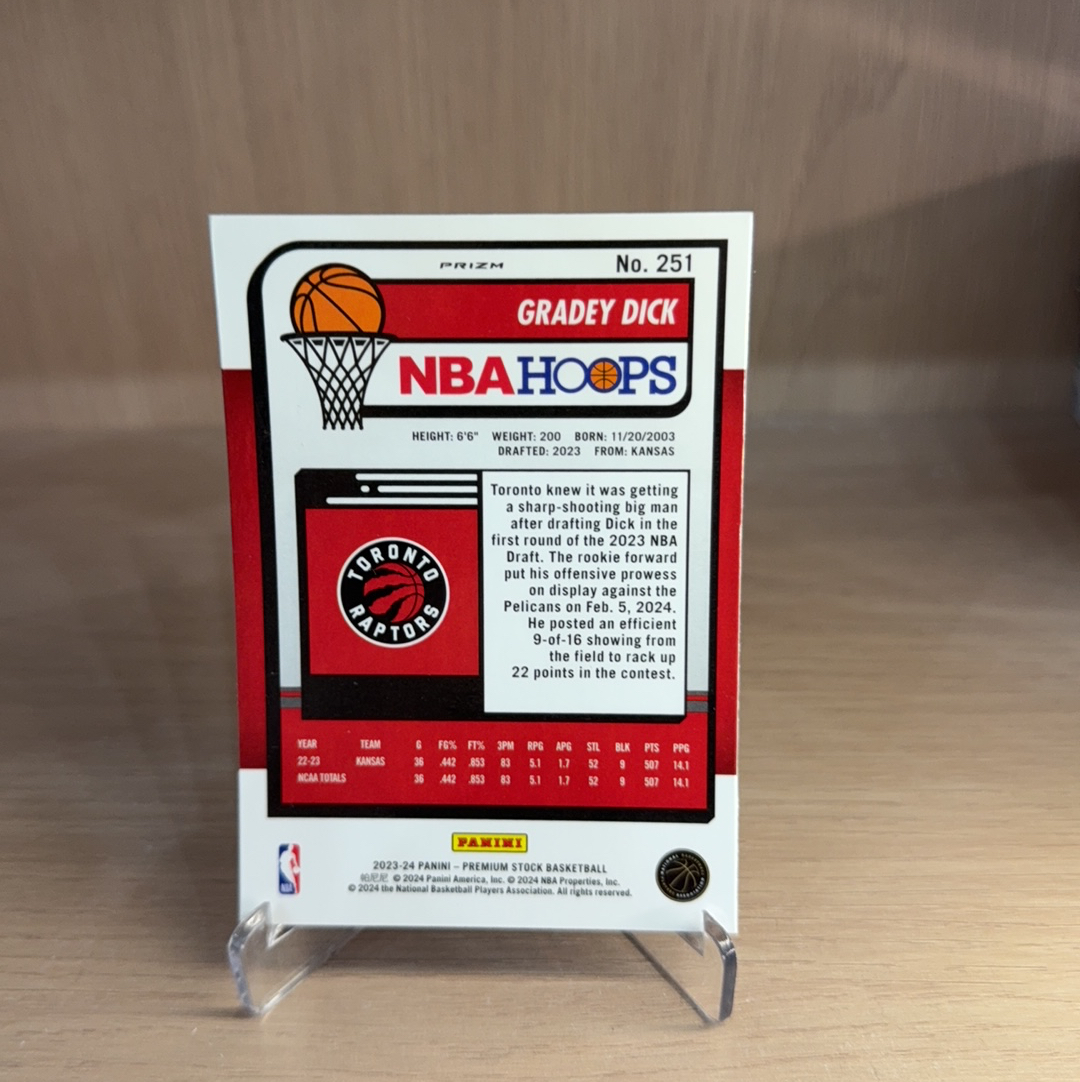 PRIZM
No. 251
GRADEY DICK
NBA HOOPS
HEIGHT: 6'6" WEIGHT: 200 BORN: 11/20/2003
DRAFTED: 2023 FROM: KANSAS
Toronto knew it was getting
a sharp-shooting big man
after drafting Dick in the
first round of the 2023 NBA
Draft. The rookie forward
put his offensive prowess
on display against the
Pelicans on Feb. 5, 2024.
He posted an efficient
9-of-16 showing from
the field to rack up
22 points in the contest.
TORONTO
RAPTORS
YEAR TEAM G FG% FT% 3PM RPG APG STL BLK PTS PPG
22-23 KANSAS 36 .442 .853 83 5.1 1.7 52 9 507 14.1
NCAA TOTALS 36 .442 .853 83 5.1 1.7 52 9 507 14.1
PANINI
2023-24 PANINI – PREMIUM STOCK BASKETBALL
帕尼尼 © 2024 Panini America, Inc. © 2024 NBA Properties, Inc.
© 2024 the National Basketball Players Association. All rights reserved.
NBA